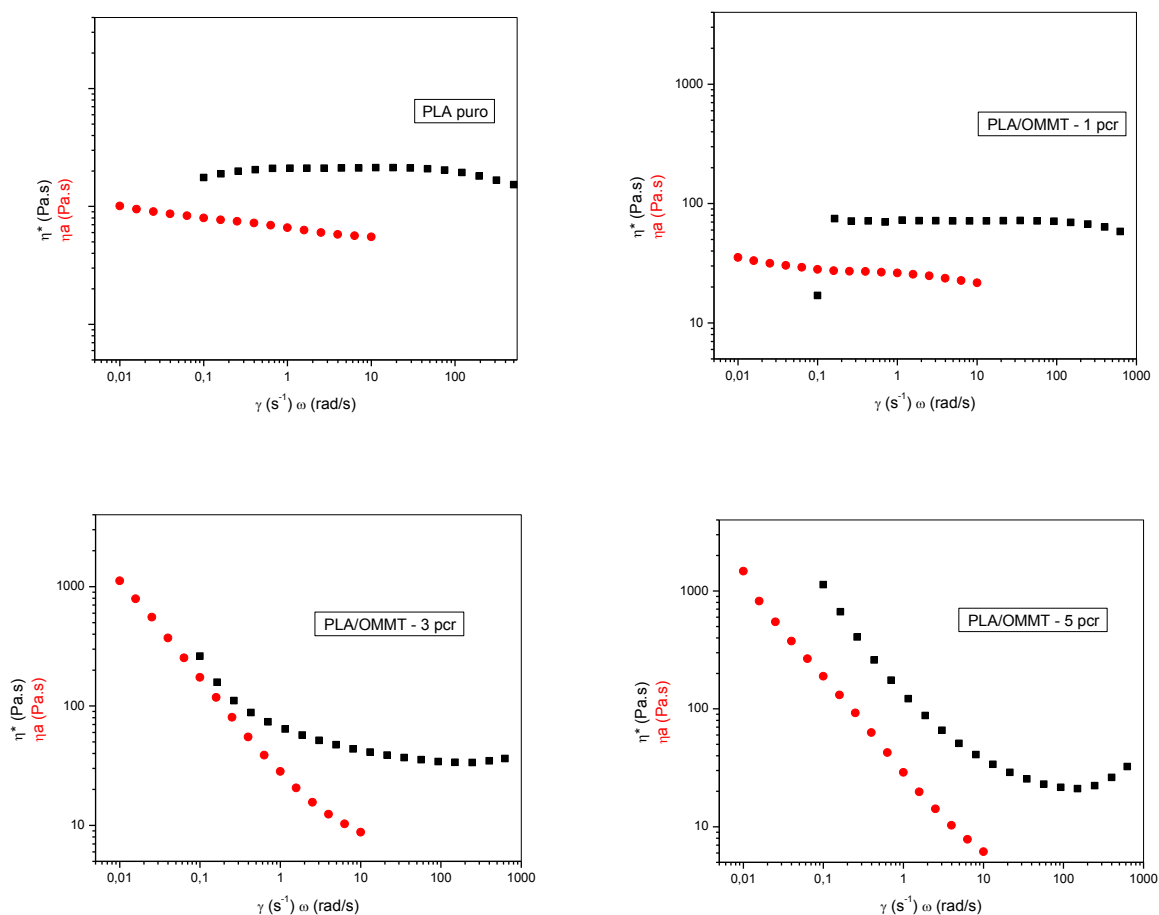 PLA puro
η* (Pa.s)
ηa (Pa.s)
0,01 0,1 1 10 100
γ (s⁻¹) ω (rad/s)
1000
100
10
PLA/OMMT - 1 pcr
η* (Pa.s)
ηa (Pa.s)
0,01 0,1 1 10 100 1000
γ (s⁻¹) ω (rad/s)
1000
100
10
PLA/OMMT - 3 pcr
η* (Pa.s)
ηa (Pa.s)
0,01 0,1 1 10 100 1000
γ (s⁻¹) ω (rad/s)
1000
100
10
PLA/OMMT - 5 pcr
η* (Pa.s)
ηa (Pa.s)
0,01 0,1 1 10 100 1000
γ (s⁻¹) ω (rad/s)